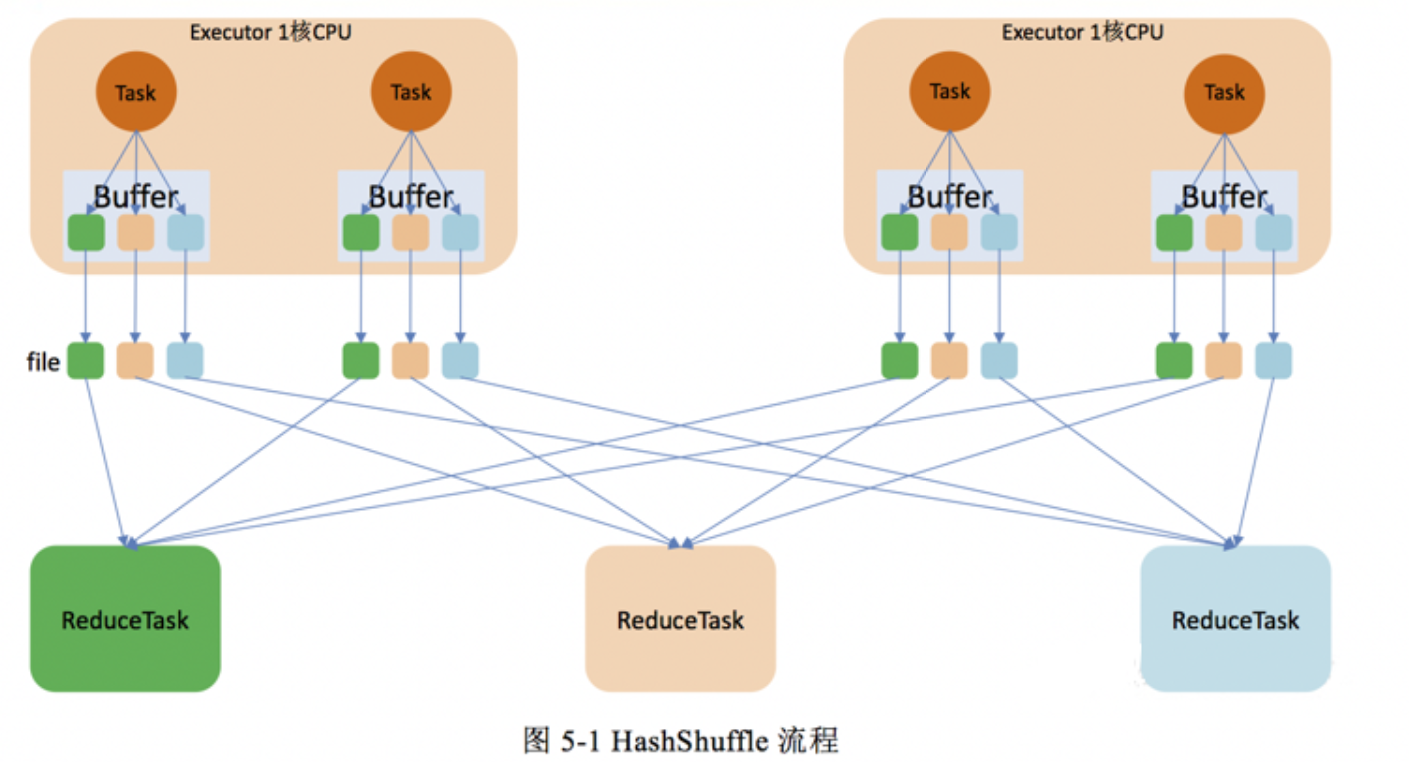 Executor 1核CPU
Executor 1核CPU
Task
Task
Task
Task
Buffer
Buffer
Buffer
Buffer
file
ReduceTask
ReduceTask
ReduceTask
图 5-1 HashShuffle 流程